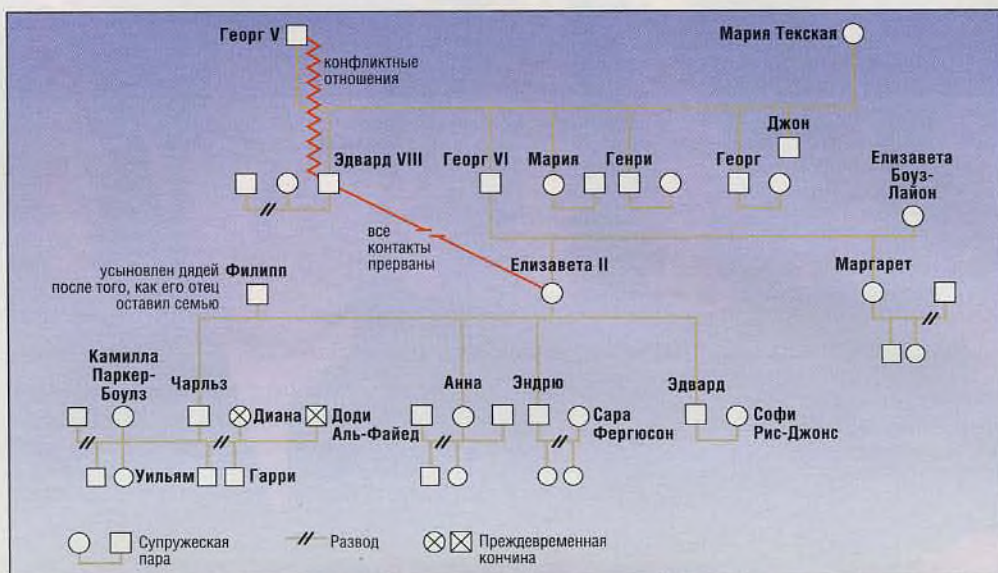 Георг V
Мария Текская
конфликтные
отношения
Джон
Эдвард VIII
Георг VI
Мария
Генри
Георг
Елизавета
Боуз-
Лайон
все
контакты
прерваны
усыновлен дядей
после того, как его отец
оставил семью
Филипп
Елизавета II
Маргарет
Камилла
Паркер-
Боулз
Чарльз
Диана
Доди
Аль-Файед
Анна
Эндрю
Сара
Фергюсон
Эдвард
Софи
Рис-Джонс
Уильям
Гарри
Супружеская
пара
Развод
Преждевременная
кончина